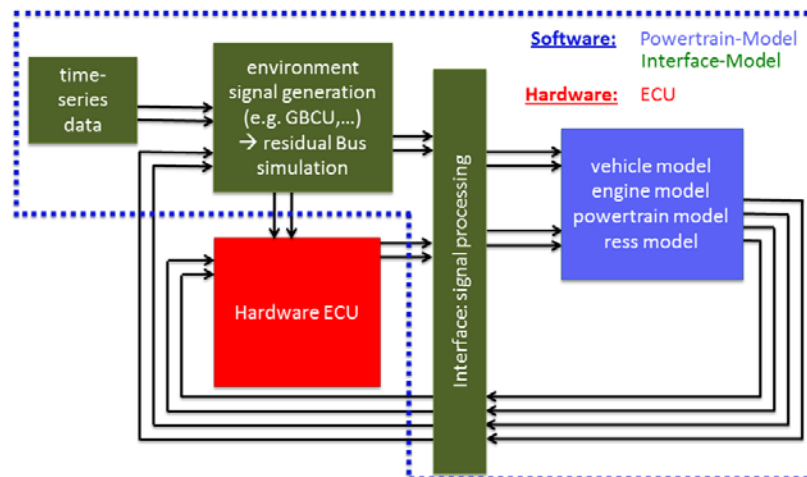 time-
series
data
environment
signal generation
(e.g. GBCU,...)
→ residual Bus
simulation
Software: Powertrain-Model
Interface-Model
Hardware: ECU
Interface: signal processing
vehicle model
engine model
powertrain model
ress model
Hardware ECU